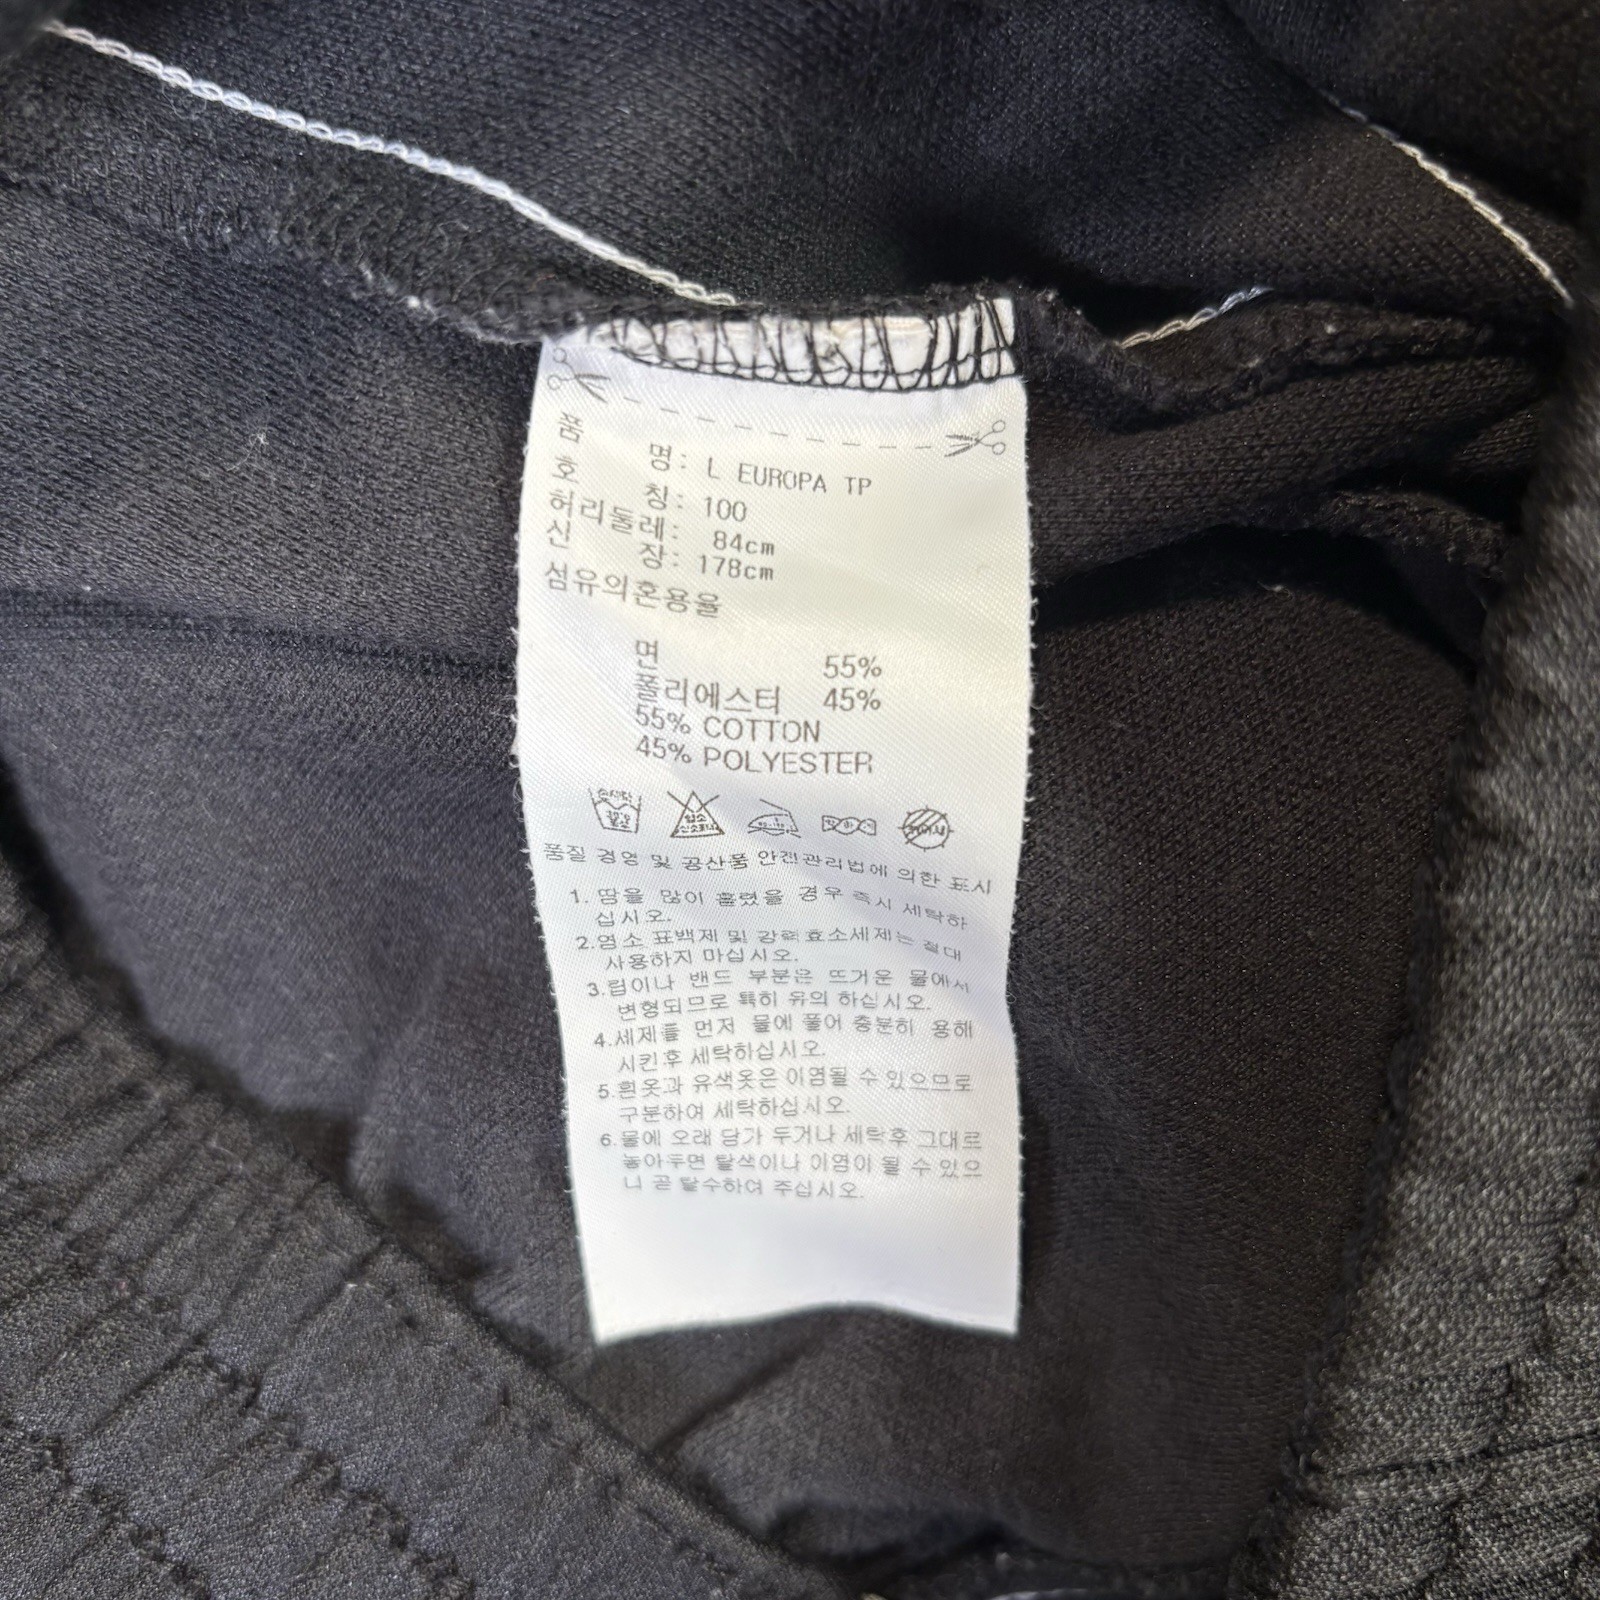 품 명: L EUROPA TP
호 칭: 100
허리둘레: 84cm
신 장: 178cm
섬유의혼용율
면 55%
폴리에스터 45%
55% COTTON
45% POLYESTER
손세탁 염소
중성
품질 경영 및 공산품 안전관리법에 의한 표시
1. 땀을 많이 흘렸을 경우 즉시 세탁하
십시오.
2.염소 표백제 및 강력효소세제는 절대
사용하지 마십시오.
3.립이나 밴드 부분은 뜨거운 물에서
변형되므로 특히 유의 하십시오.
4.세제를 먼저 물에 풀어 충분히 용해
시킨후 세탁하십시오.
5.흰옷과 유색옷은 이염될 수 있으므로
구분하여 세탁하십시오.
6.물에 오래 담가 두거나 세탁후 그대로
놓아두면 탈색이나 이염이 될 수 있으
니 곧 탈수하여 주십시오.